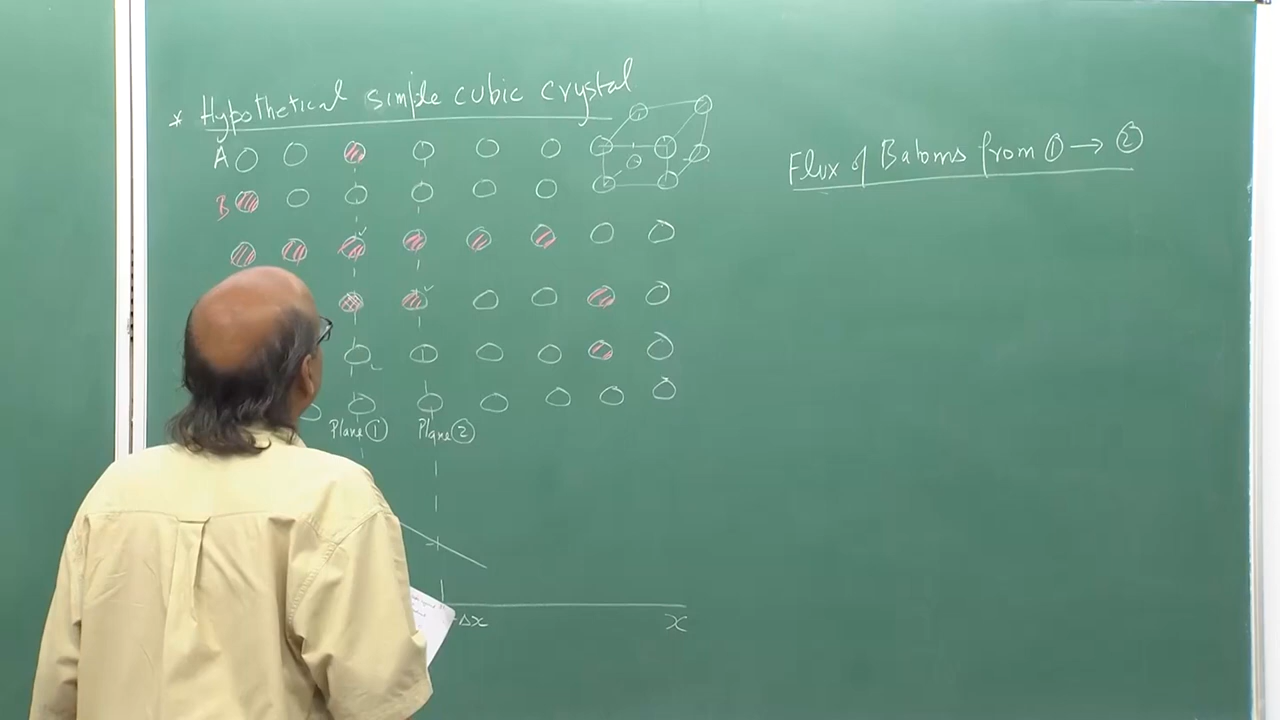 * Hypothetical simple cubic crystal
A
B
Plane ①
Plane ②
Δx
x
Flux of B atoms from ① → ②